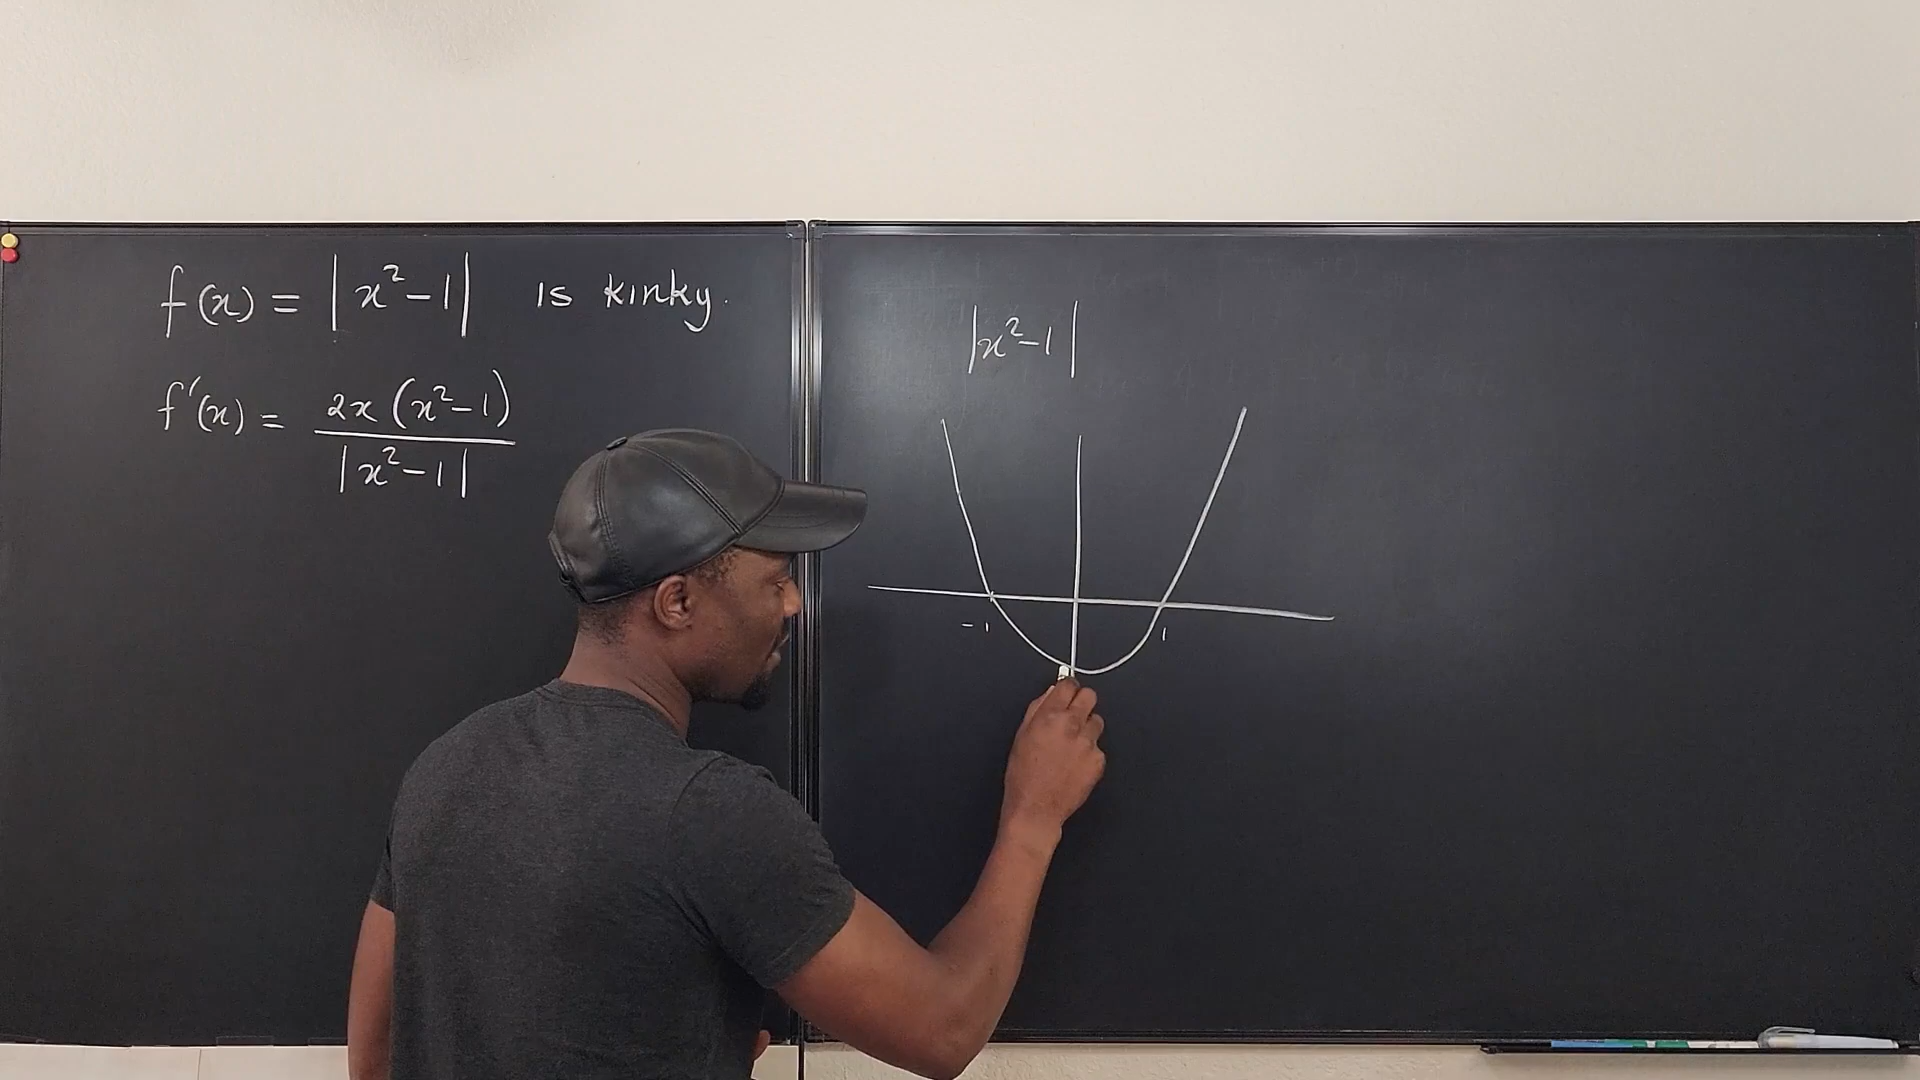 f(x) = |x²-1| is kinky.
f'(x) = 2x(x²-1)
|x²-1|
|x²-1|
-1 1